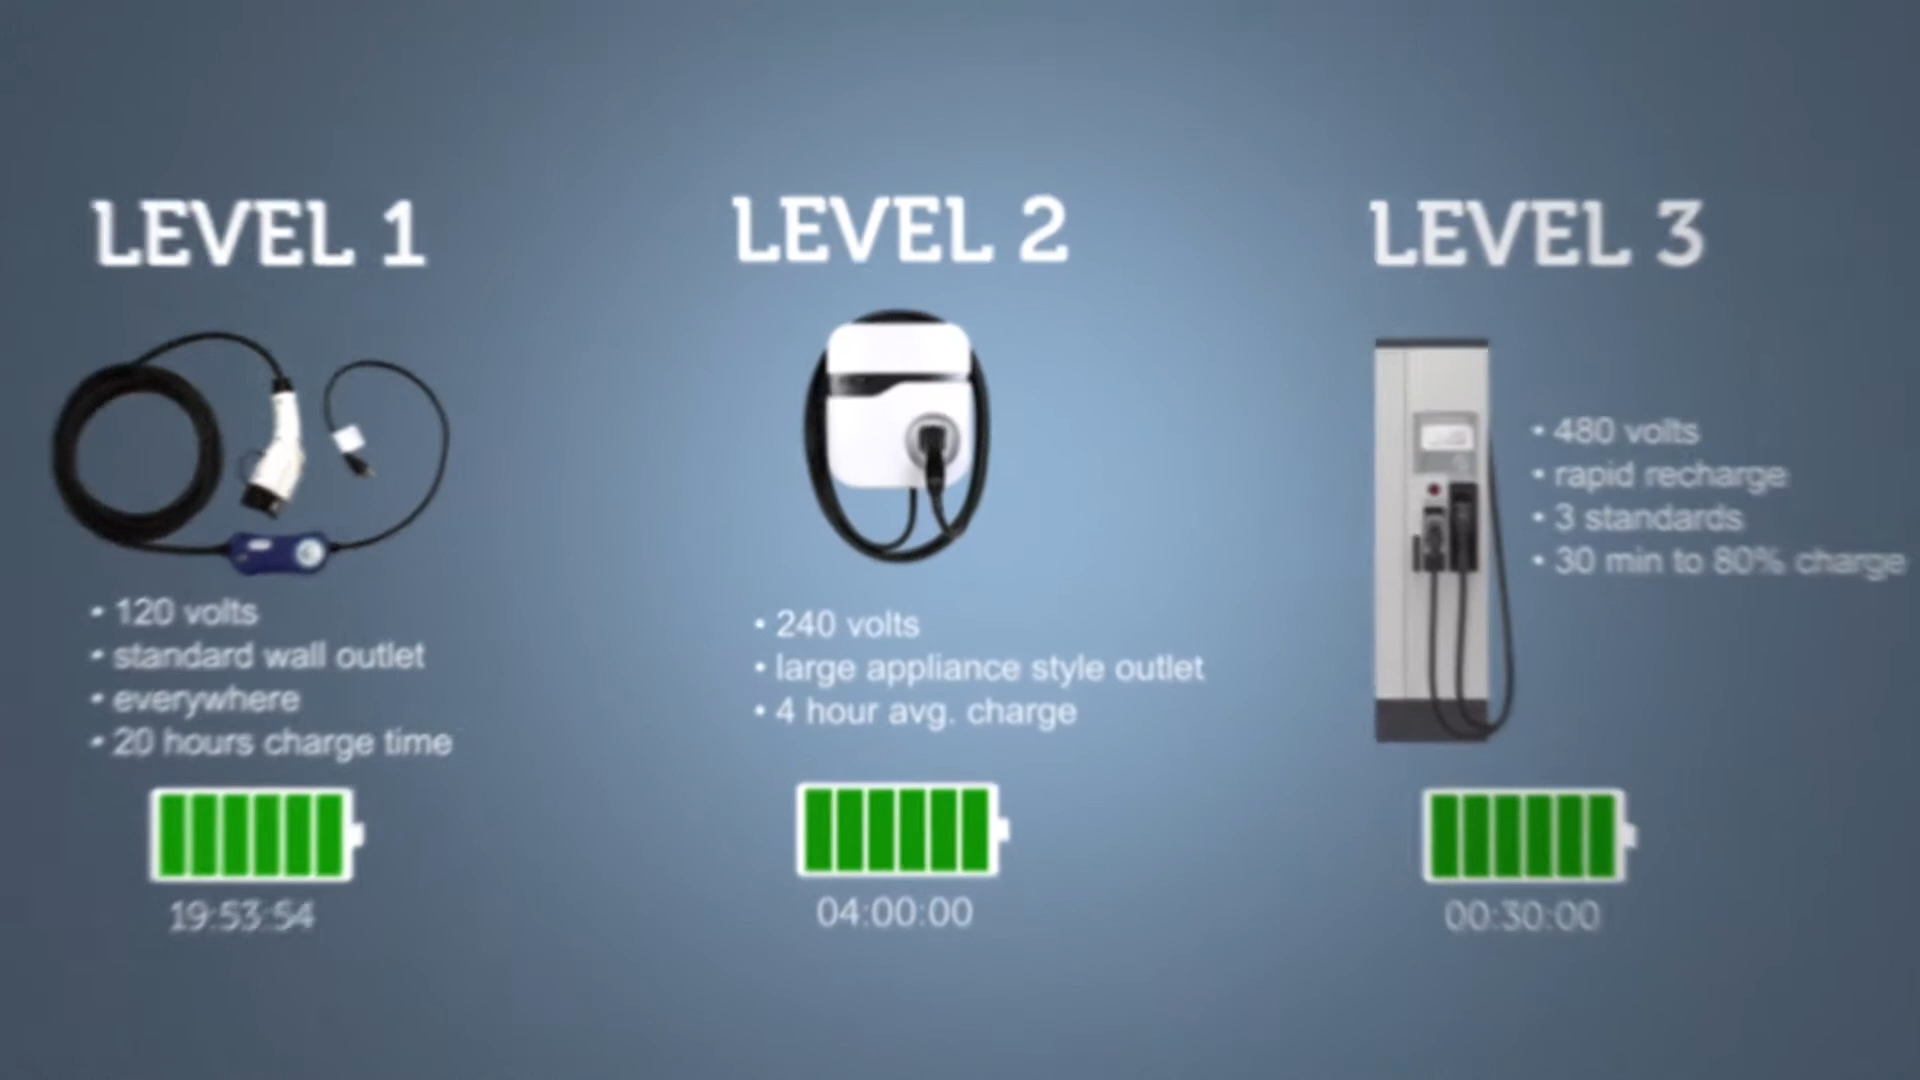 LEVEL 1
• 120 volts
• standard wall outlet
• everywhere
• 20 hours charge time
19:53:54
LEVEL 2
• 240 volts
• large appliance style outlet
• 4 hour avg. charge
04:00:00
LEVEL 3
• 480 volts
• rapid recharge
• 3 standards
• 30 min to 80% charge
00:30:00